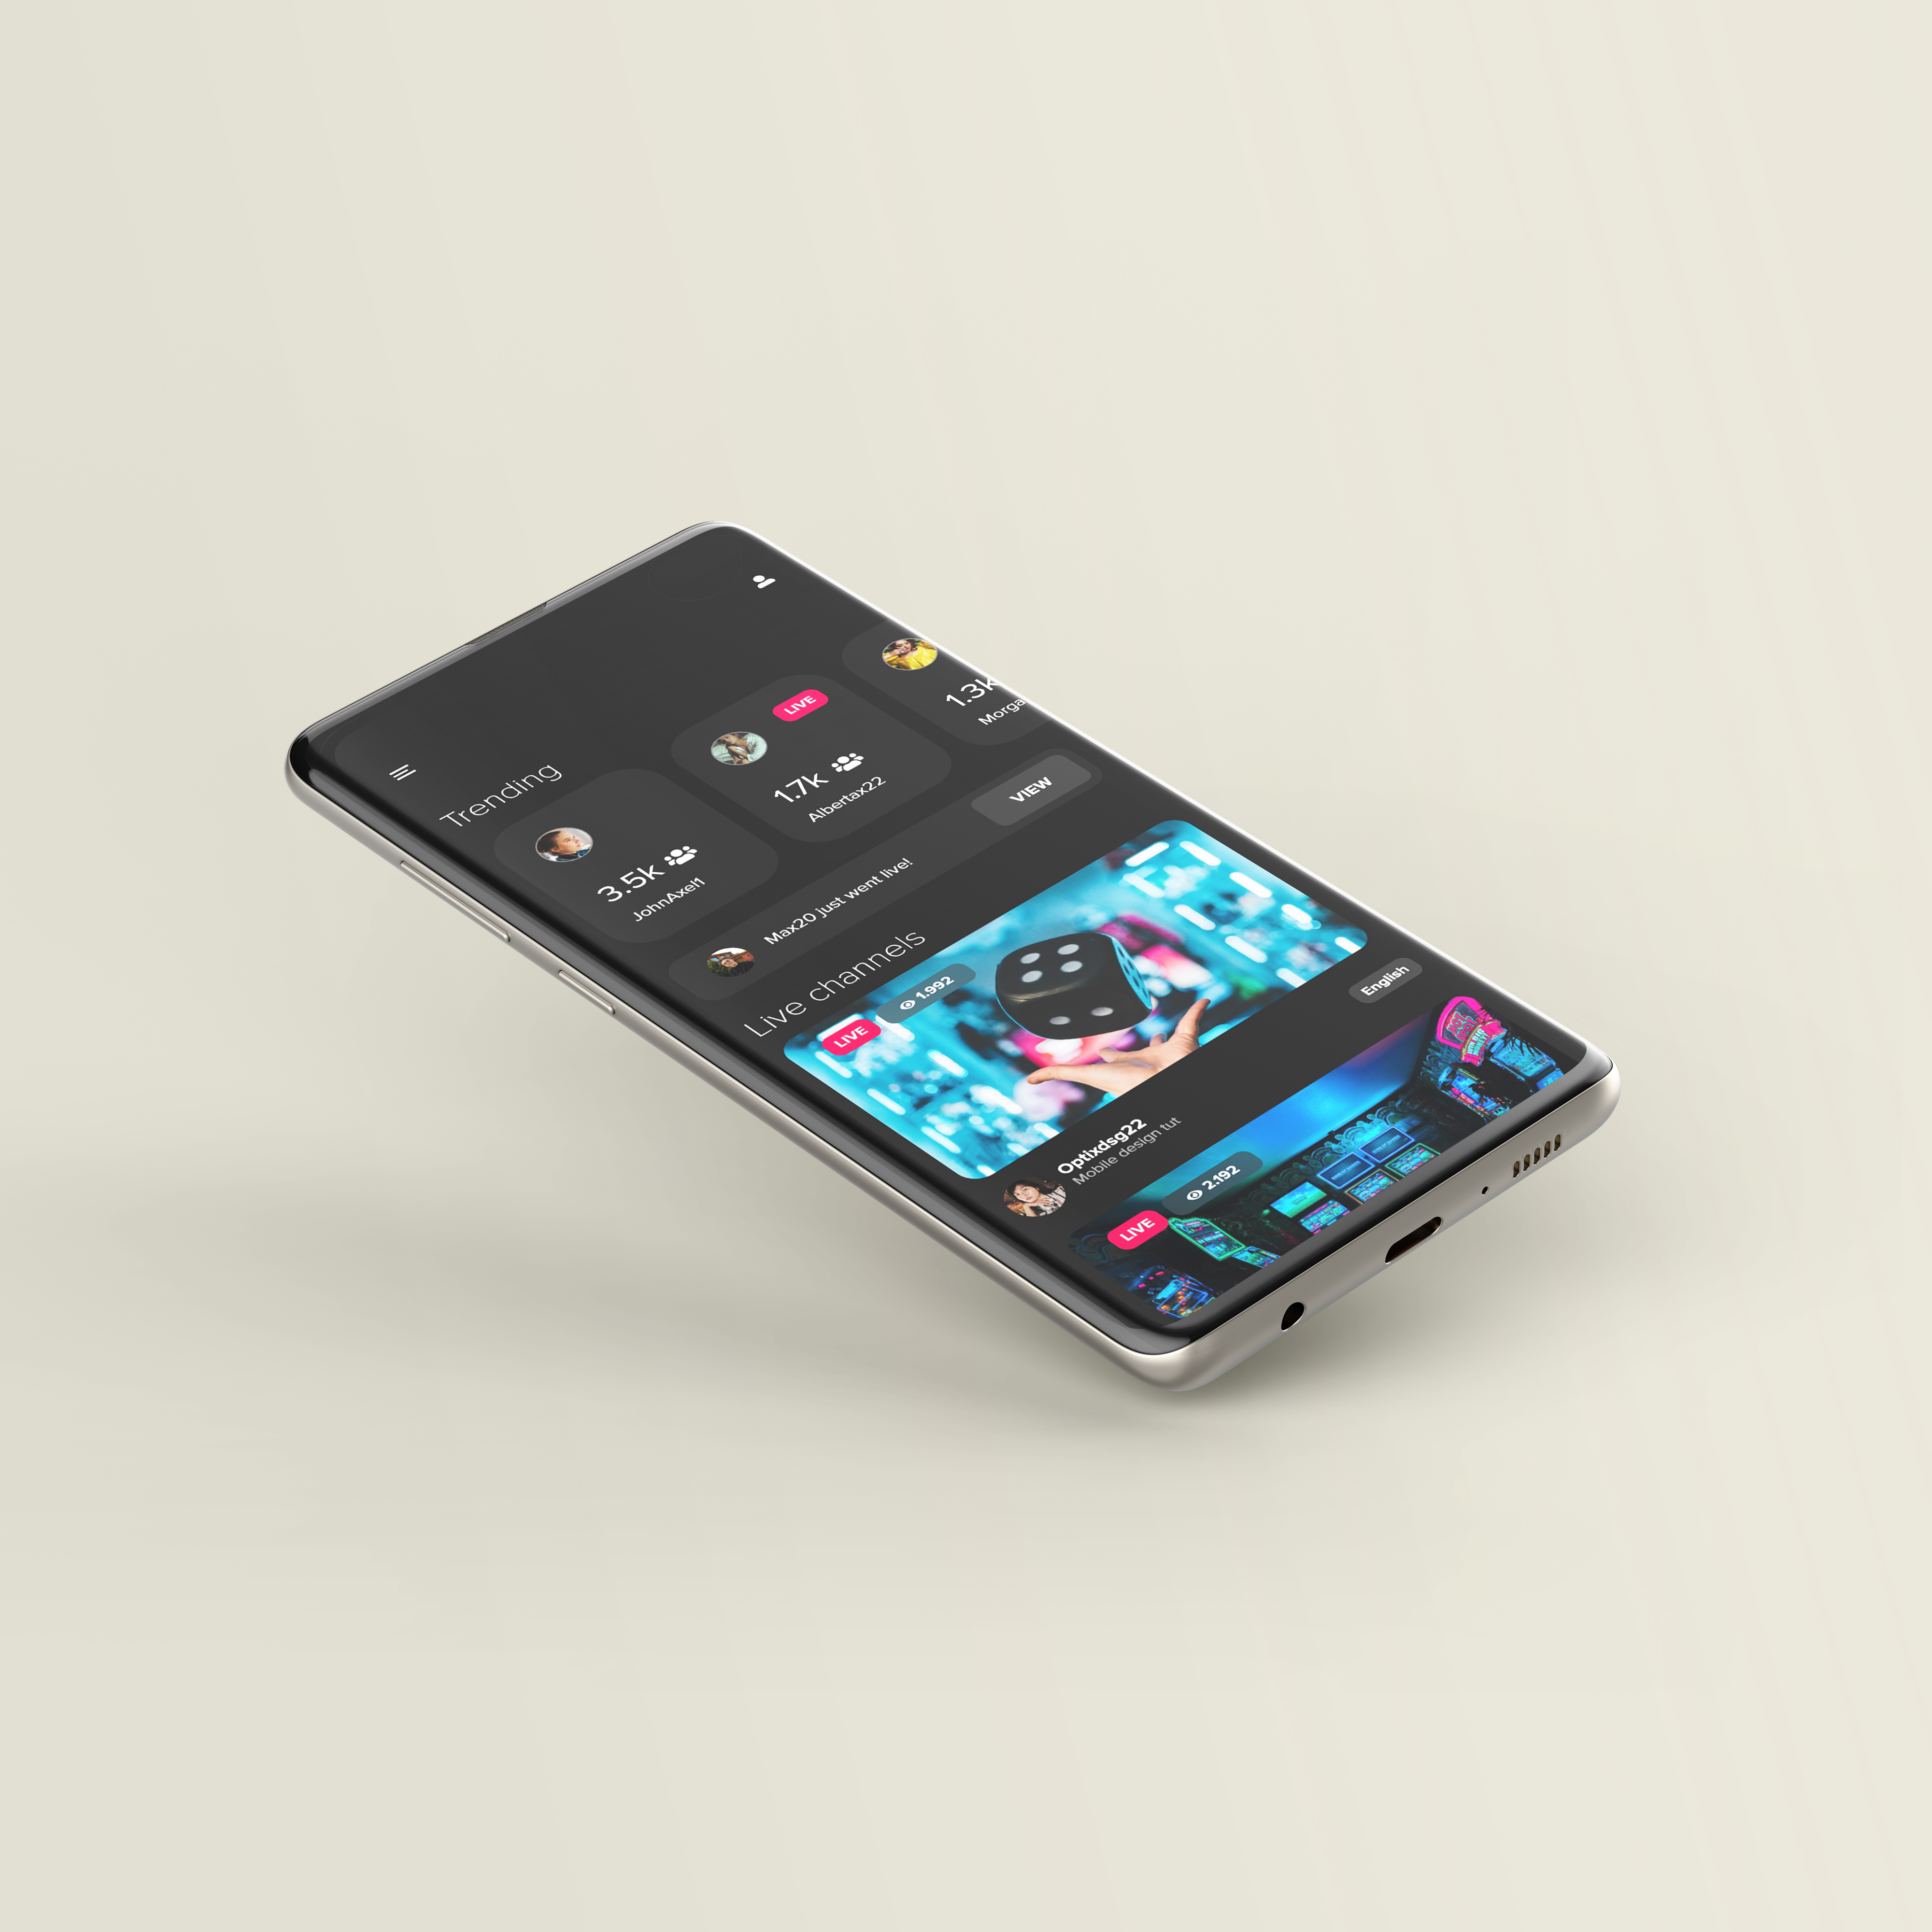 Trending
3.5k
JohnAxel1
LIVE
1.7k
Albertax22
1.3k
Morga
Max20 just went live!
VIEW
Live channels
LIVE
1.992
Optixdsg22
Mobile design tut
English
LIVE
2.192